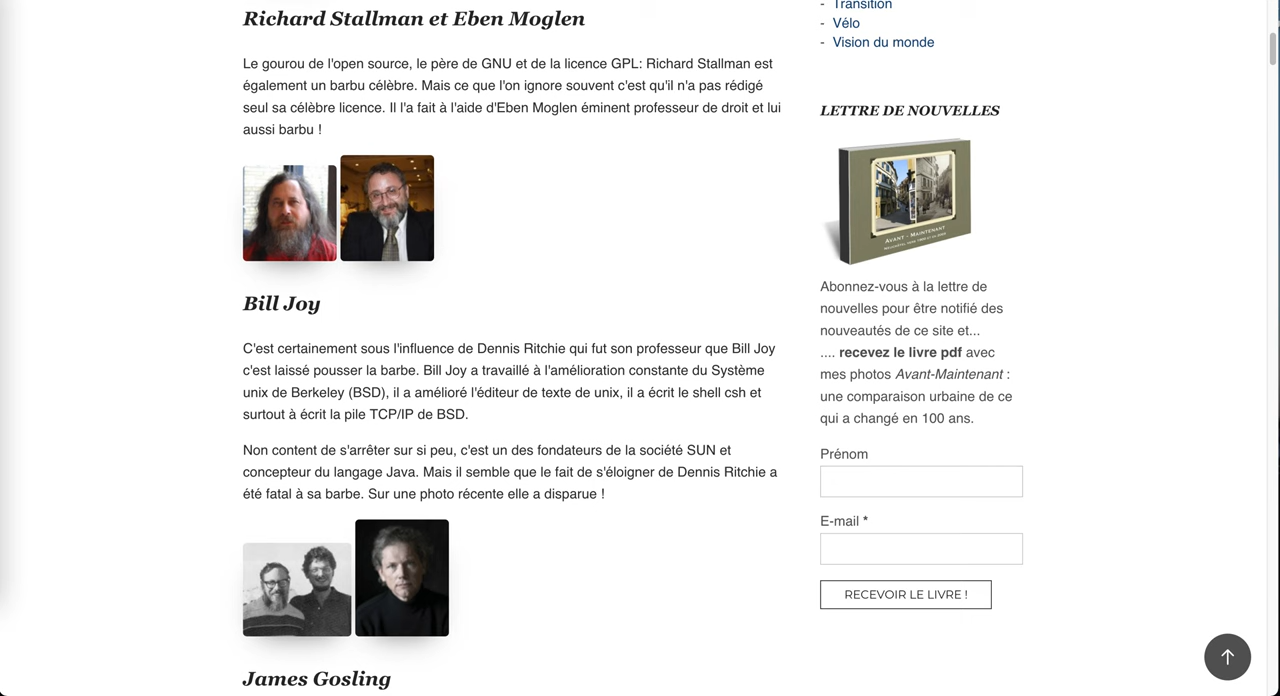 Richard Stallman et Eben Moglen
Le gourou de l'open source, le père de GNU et de la licence GPL: Richard Stallman est
également un barbu célèbre. Mais ce que l'on ignore souvent c'est qu'il n'a pas rédigé
seul sa célèbre licence. Il l'a fait à l'aide d'Eben Moglen éminent professeur de droit et lui
aussi barbu !
Bill Joy
C'est certainement sous l'influence de Dennis Ritchie qui fut son professeur que Bill Joy
c'est laissé pousser la barbe. Bill Joy a travaillé à l'amélioration constante du Système
unix de Berkeley (BSD), il a amélioré l'éditeur de texte de unix, il a écrit le shell csh et
surtout à écrit la pile TCP/IP de BSD.
Non content de s'arrêter sur si peu, c'est un des fondateurs de la société SUN et
concepteur du langage Java. Mais il semble que le fait de s'éloigner de Dennis Ritchie a
été fatal à sa barbe. Sur une photo récente elle a disparue !
James Gosling
- Transition
- Vélo
- Vision du monde
LETTRE DE NOUVELLES
AVANT - MAINTENANT
Abonnez-vous à la lettre de
nouvelles pour être notifié des
nouveautés de ce site et...
.... recevez le livre pdf avec
mes photos Avant-Maintenant :
une comparaison urbaine de ce
qui a changé en 100 ans.
Prénom
E-mail *
RECEVOIR LE LIVRE !